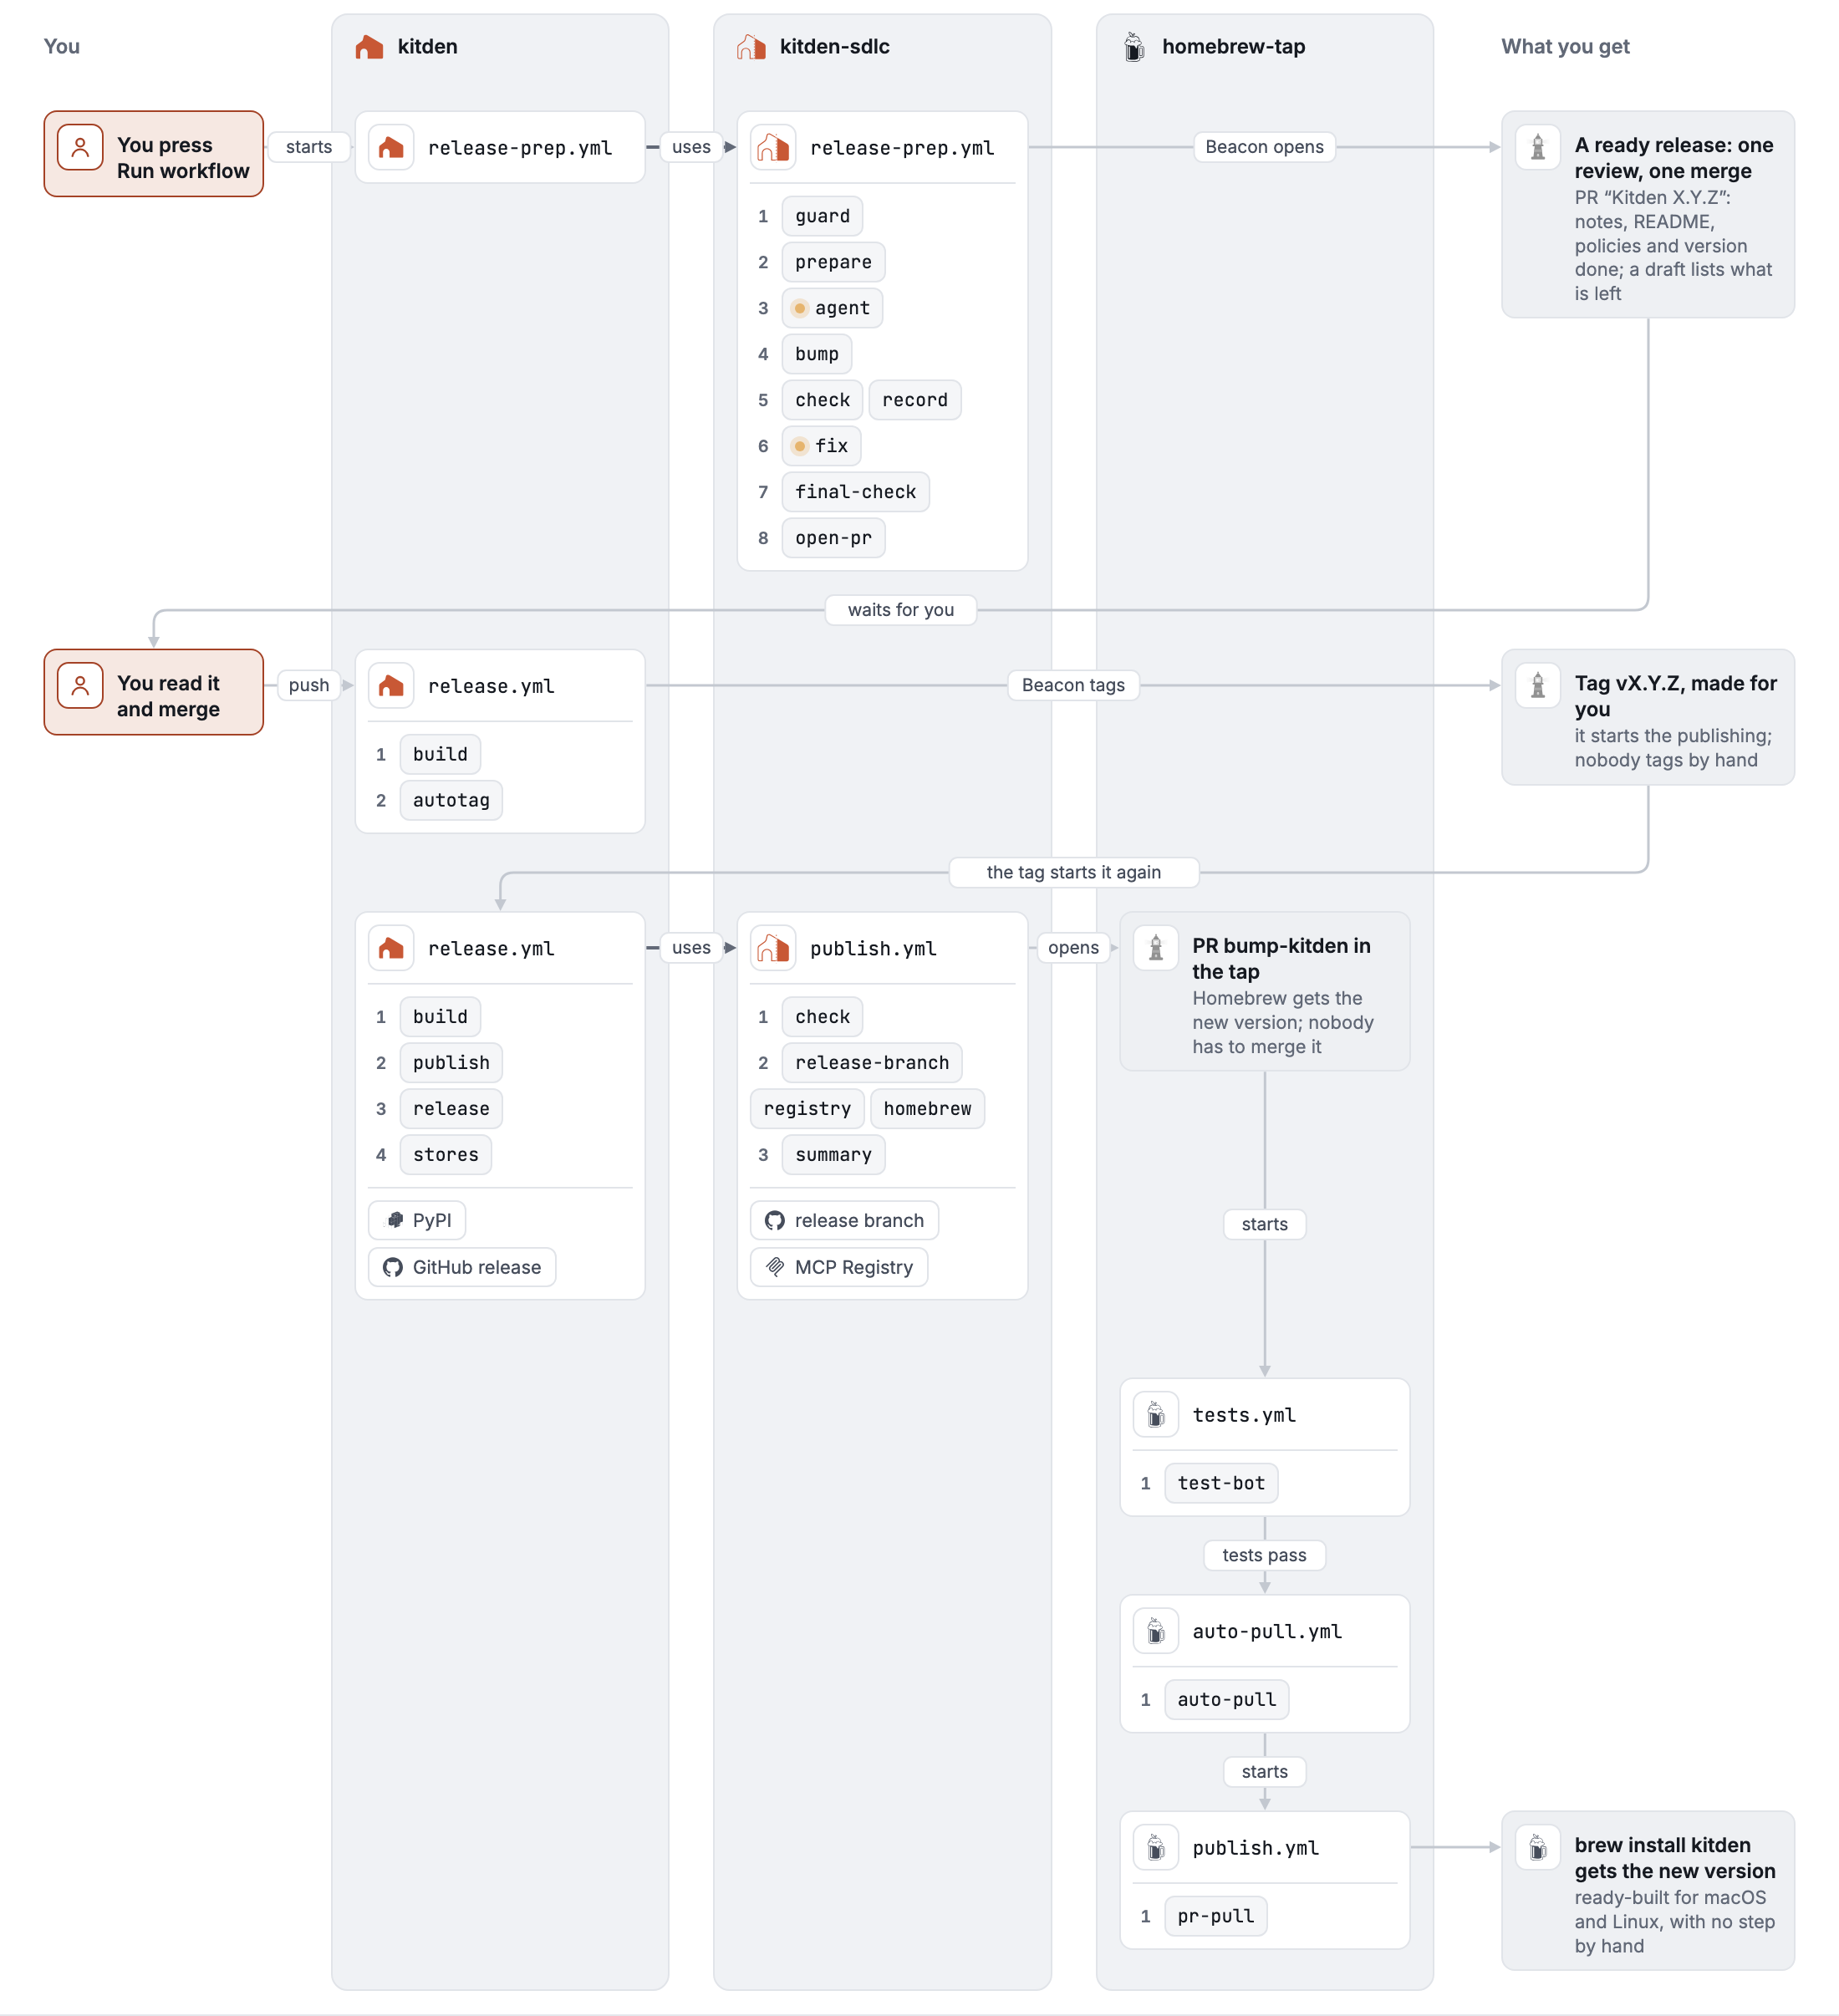 You
kitden
kitden-sdlc
homebrew-tap
What you get
You press
Run workflow
starts
release-prep.yml
uses
release-prep.yml
1 guard
2 prepare
3 agent
4 bump
5 check record
6 fix
7 final-check
8 open-pr
Beacon opens
A ready release: one
review, one merge
PR “Kitden X.Y.Z”:
notes, README,
policies and version
done; a draft lists what
is left
waits for you
You read it
and merge
push
release.yml
1 build
2 autotag
Beacon tags
Tag vX.Y.Z, made for
you
it starts the publishing;
nobody tags by hand
the tag starts it again
release.yml
1 build
2 publish
3 release
4 stores
PyPI
GitHub release
uses
publish.yml
1 check
2 release-branch
registry homebrew
3 summary
release branch
MCP Registry
opens
PR bump-kitden in
the tap
Homebrew gets the
new version; nobody
has to merge it
starts
tests.yml
1 test-bot
tests pass
auto-pull.yml
1 auto-pull
starts
publish.yml
1 pr-pull
brew install kitden
gets the new version
ready-built for macOS
and Linux, with no step
by hand